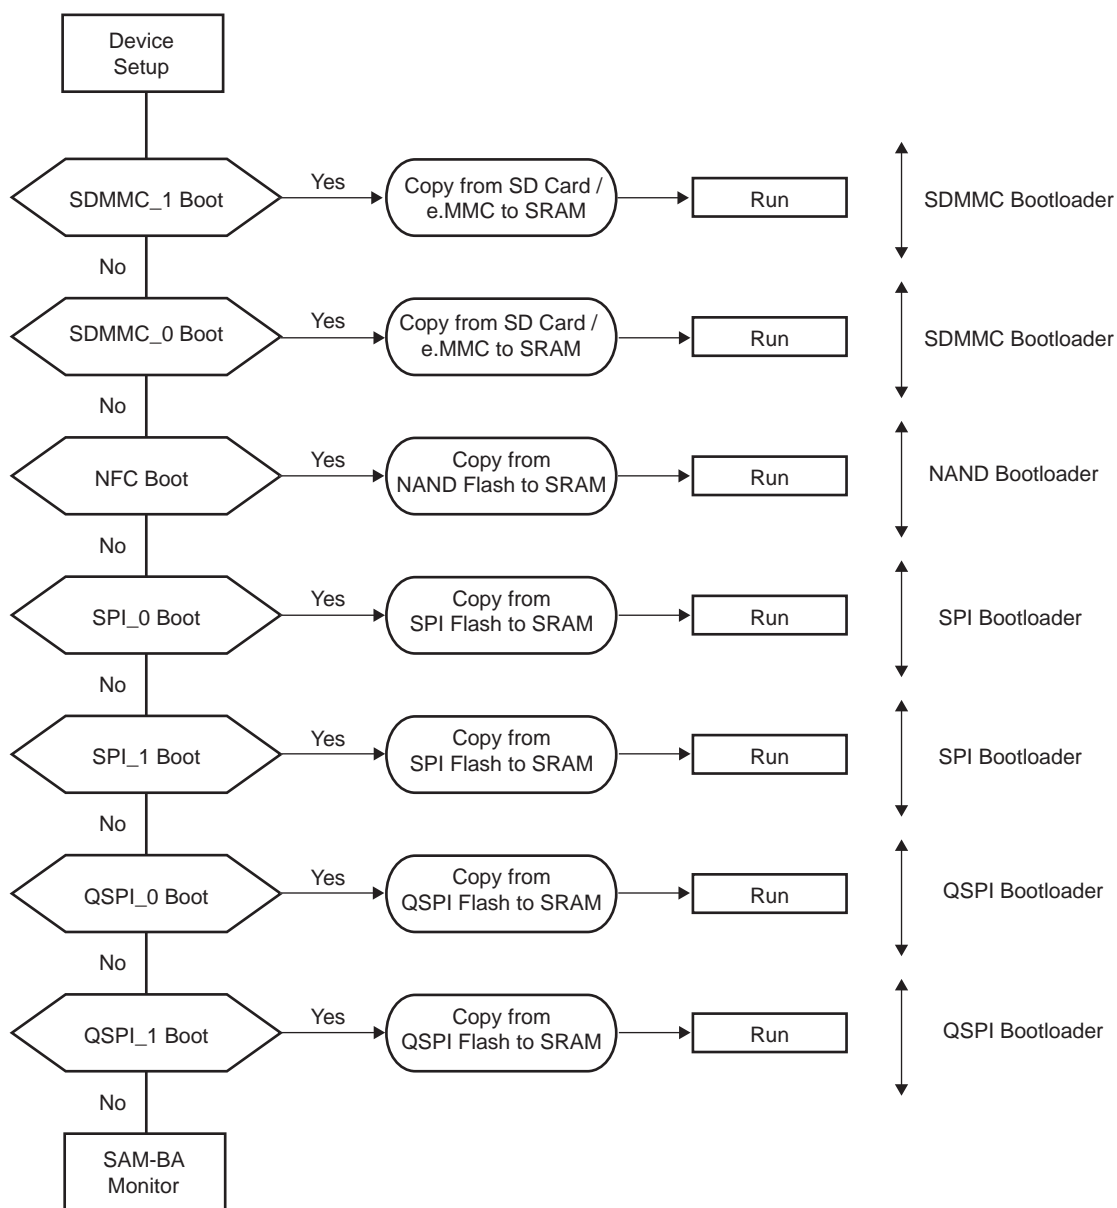 Device
Setup
SDMMC_1 Boot
Yes
Copy from SD Card /
e.MMC to SRAM
Run
SDMMC Bootloader
No
SDMMC_0 Boot
Yes
Copy from SD Card /
e.MMC to SRAM
Run
SDMMC Bootloader
No
NFC Boot
Yes
Copy from
NAND Flash to SRAM
Run
NAND Bootloader
No
SPI_0 Boot
Yes
Copy from
SPI Flash to SRAM
Run
SPI Bootloader
No
SPI_1 Boot
Yes
Copy from
SPI Flash to SRAM
Run
SPI Bootloader
No
QSPI_0 Boot
Yes
Copy from
QSPI Flash to SRAM
Run
QSPI Bootloader
No
QSPI_1 Boot
Yes
Copy from
QSPI Flash to SRAM
Run
QSPI Bootloader
No
SAM-BA
Monitor